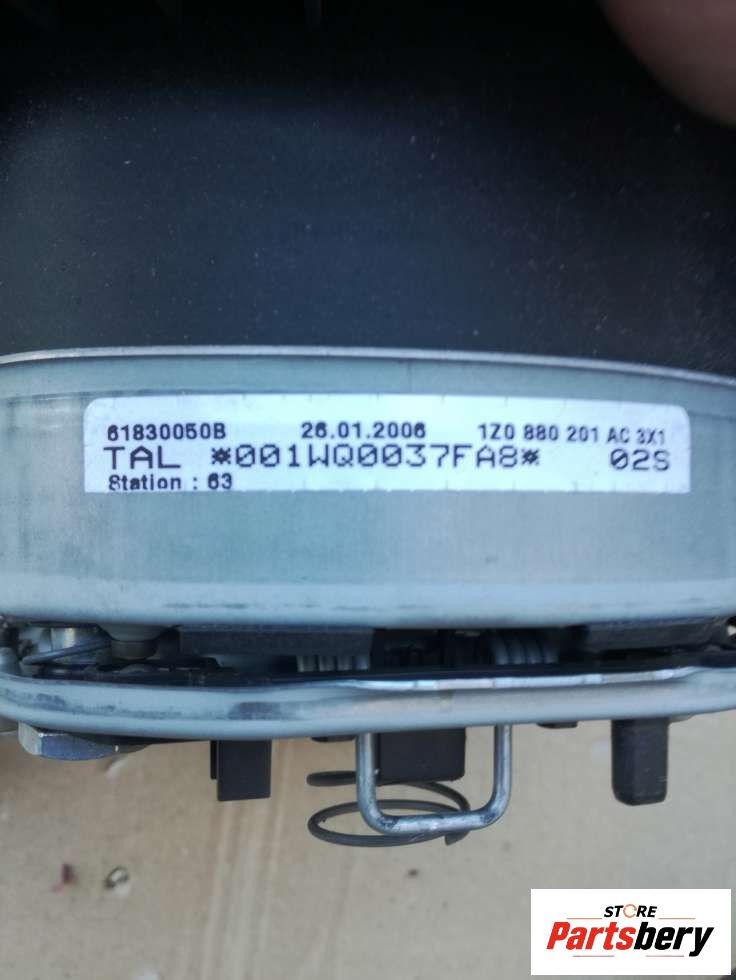 61830050B 26.01.2006 1Z0 880 201 AC 3X1
TAL *001WQ0037FA8* 02S
Station : 63
STORE
Partsbery